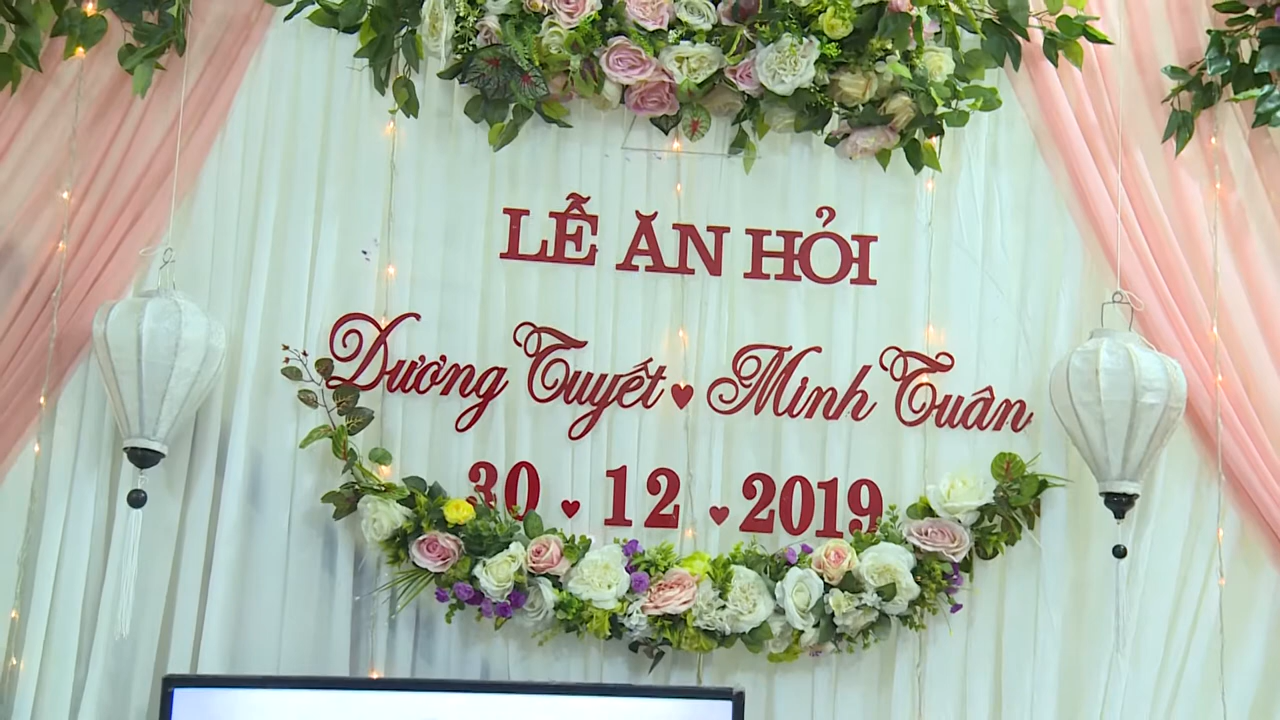 LỄ ĂN HỎI
Dương Tuyết ♥ Minh Tuân
30 ♥ 12 ♥ 2019